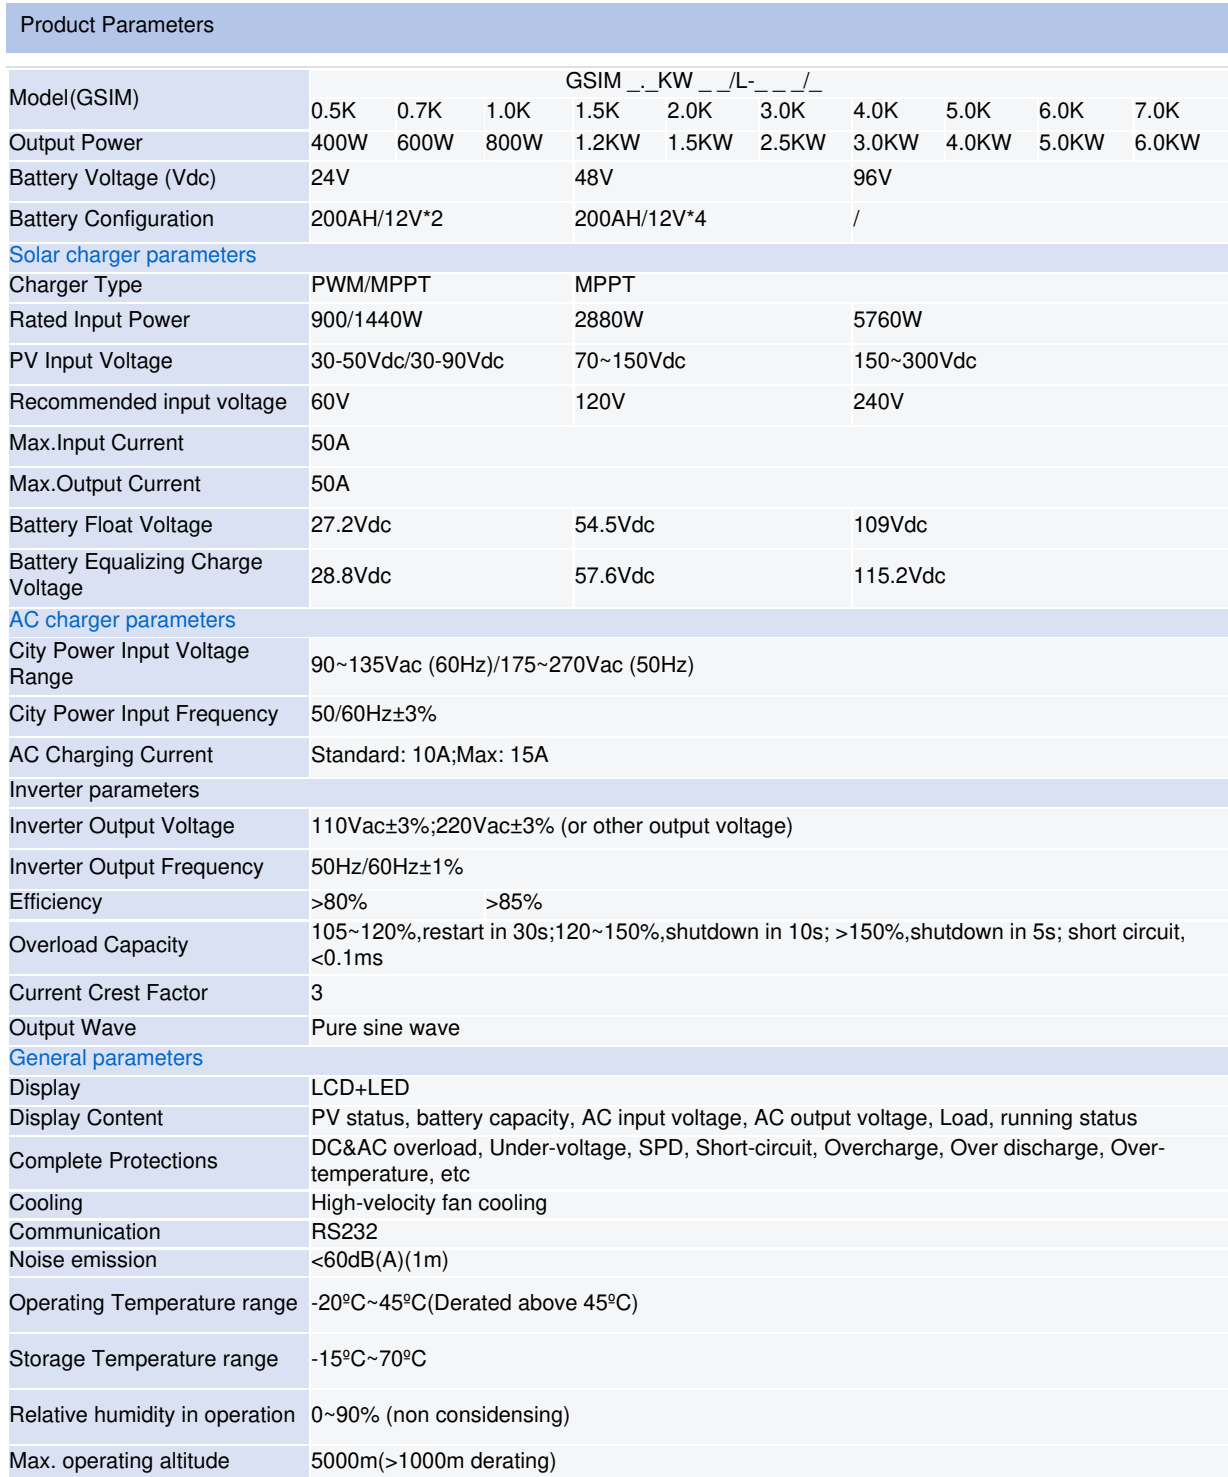 Product Parameters
Model(GSIM)
GSIM _._KW _ _/L-_ _ _/_
0.5K 0.7K 1.0K 1.5K 2.0K 3.0K 4.0K 5.0K 6.0K 7.0K
Output Power 400W 600W 800W 1.2KW 1.5KW 2.5KW 3.0KW 4.0KW 5.0KW 6.0KW
Battery Voltage (Vdc) 24V 48V 96V
Battery Configuration 200AH/12V*2 200AH/12V*4 /
Solar charger parameters
Charger Type PWM/MPPT MPPT
Rated Input Power 900/1440W 2880W 5760W
PV Input Voltage 30-50Vdc/30-90Vdc 70~150Vdc 150~300Vdc
Recommended input voltage 60V 120V 240V
Max.Input Current 50A
Max.Output Current 50A
Battery Float Voltage 27.2Vdc 54.5Vdc 109Vdc
Battery Equalizing Charge
Voltage
28.8Vdc 57.6Vdc 115.2Vdc
AC charger parameters
City Power Input Voltage
Range
90~135Vac (60Hz)/175~270Vac (50Hz)
City Power Input Frequency 50/60Hz±3%
AC Charging Current Standard: 10A;Max: 15A
Inverter parameters
Inverter Output Voltage 110Vac±3%;220Vac±3% (or other output voltage)
Inverter Output Frequency 50Hz/60Hz±1%
Efficiency >80% >85%
Overload Capacity
105~120%,restart in 30s;120~150%,shutdown in 10s; >150%,shutdown in 5s; short circuit,
<0.1ms
Current Crest Factor 3
Output Wave Pure sine wave
General parameters
Display LCD+LED
Display Content PV status, battery capacity, AC input voltage, AC output voltage, Load, running status
Complete Protections
DC&AC overload, Under-voltage, SPD, Short-circuit, Overcharge, Over discharge, Over-
temperature, etc
Cooling High-velocity fan cooling
Communication RS232
Noise emission <60dB(A)(1m)
Operating Temperature range -20ºC~45ºC(Derated above 45ºC)
Storage Temperature range -15ºC~70ºC
Relative humidity in operation 0~90% (non considensing)
Max. operating altitude 5000m(>1000m derating)